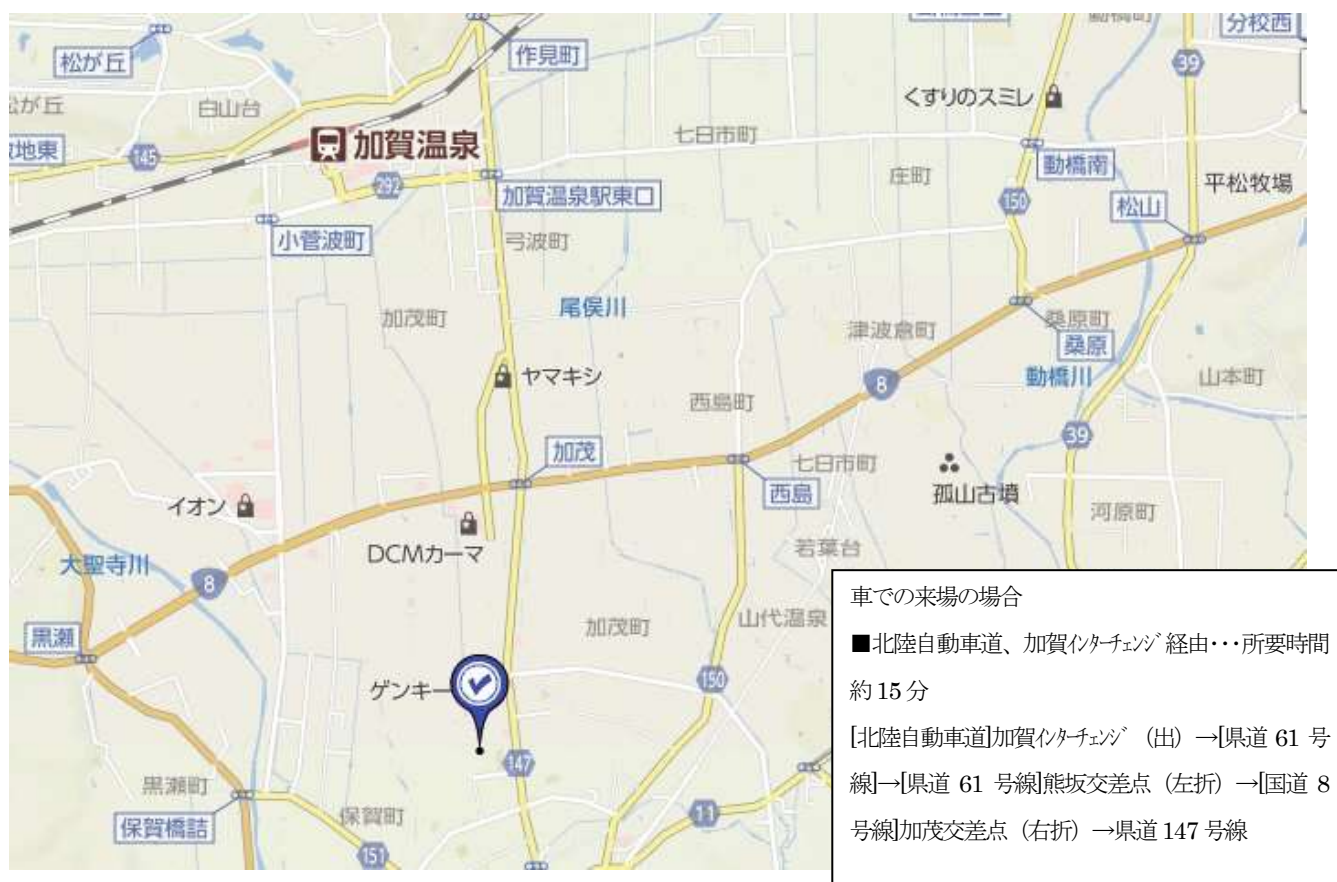 作見町
分校西
松が丘
39
くすりのスミレ
白山台
七日市町
加賀温泉
145
動橋南
庄町
292
平松牧場
加賀温泉駅東口
150
松山
小菅波町
弓波町
尾俣川
加茂町
津波倉町
桑原町
桑原
ヤマキシ
8
動橋川
山本町
西島町
39
加茂
七日市町
西島
孤山古墳
イオン
河原町
DCMカーマ
若葉台
大聖寺川
8
加茂町
山代温泉
黒瀬
ゲンキー
150
147
黒瀬町
保賀町
保賀橋詰
11
151
車での来場の場合
■北陸自動車道、加賀インターチェンジ経由・・・所要時間
約15分
[北陸自動車道]加賀インターチェンジ（出）→[県道 61 号
線]→[県道 61 号線]熊坂交差点（左折）→[国道 8
号線]加茂交差点（右折）→県道147号線